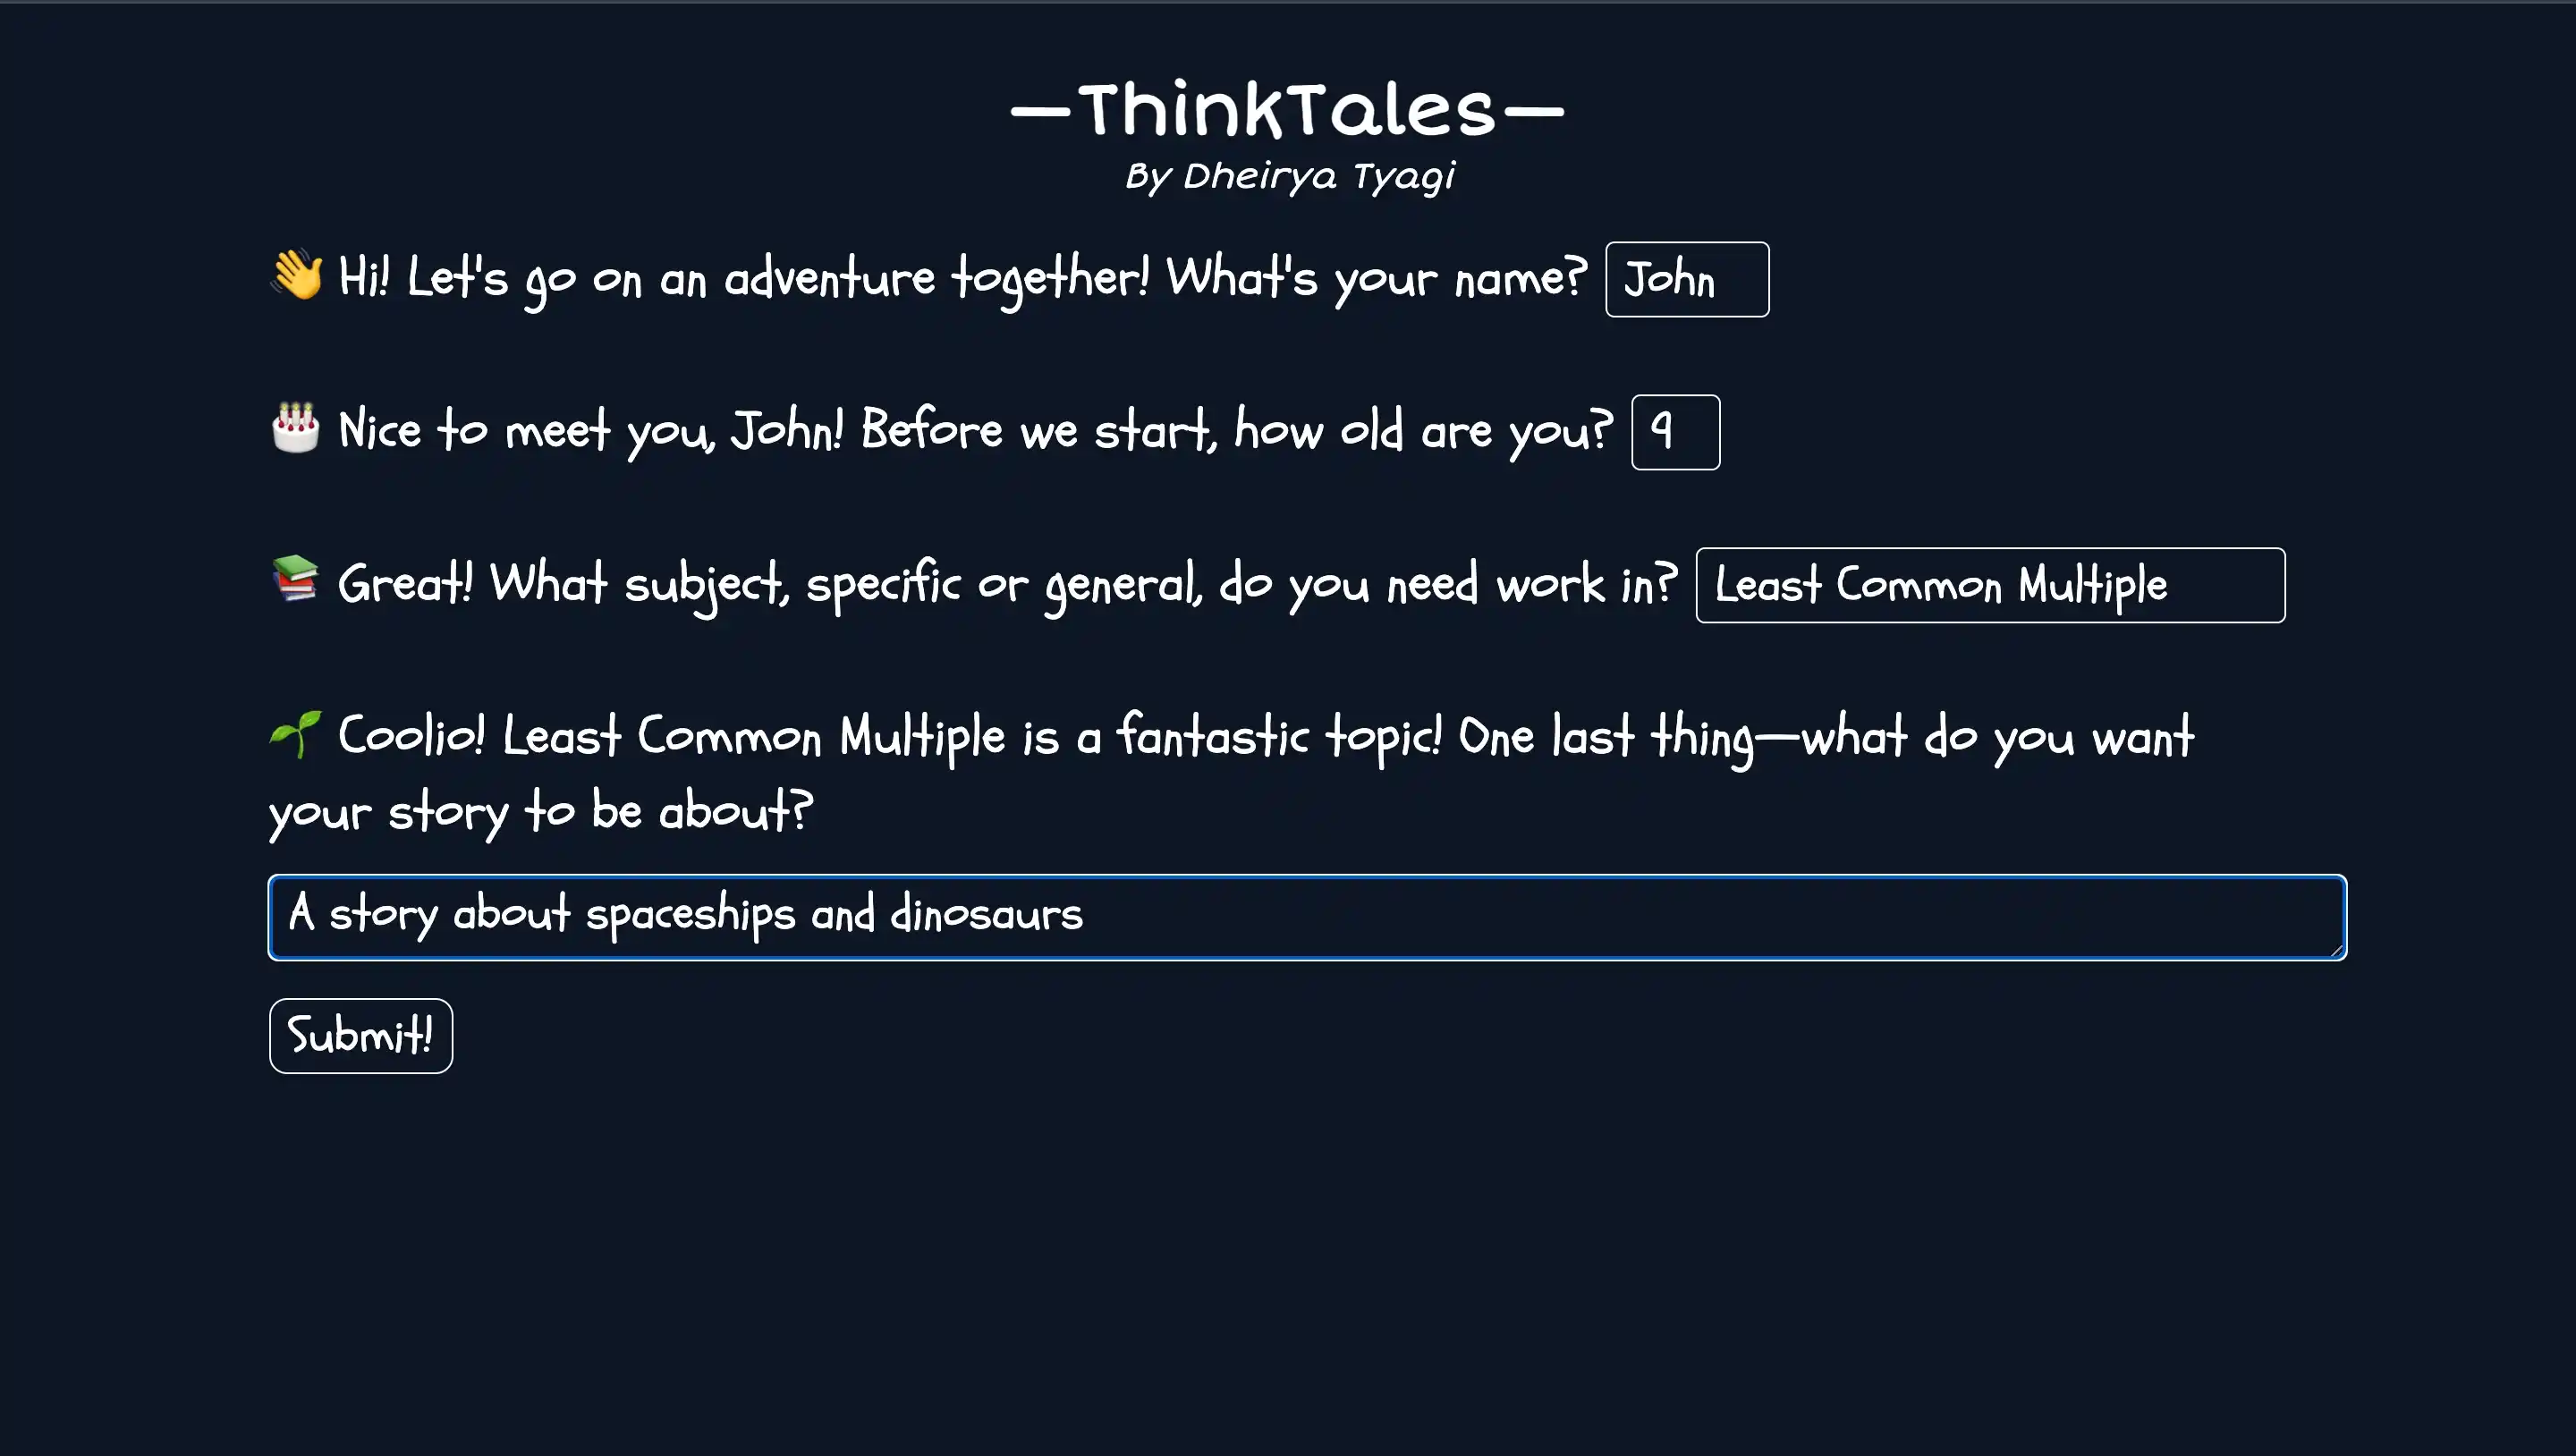 —ThinkTales—
By Dheirya Tyagi
👋 Hi! Let's go on an adventure together! What's your name? John
🎂 Nice to meet you, John! Before we start, how old are you? 9
📚 Great! What subject, specific or general, do you need work in? Least Common Multiple
🌱 Coolio! Least Common Multiple is a fantastic topic! One last thing—what do you want
your story to be about?
A story about spaceships and dinosaurs
Submit!